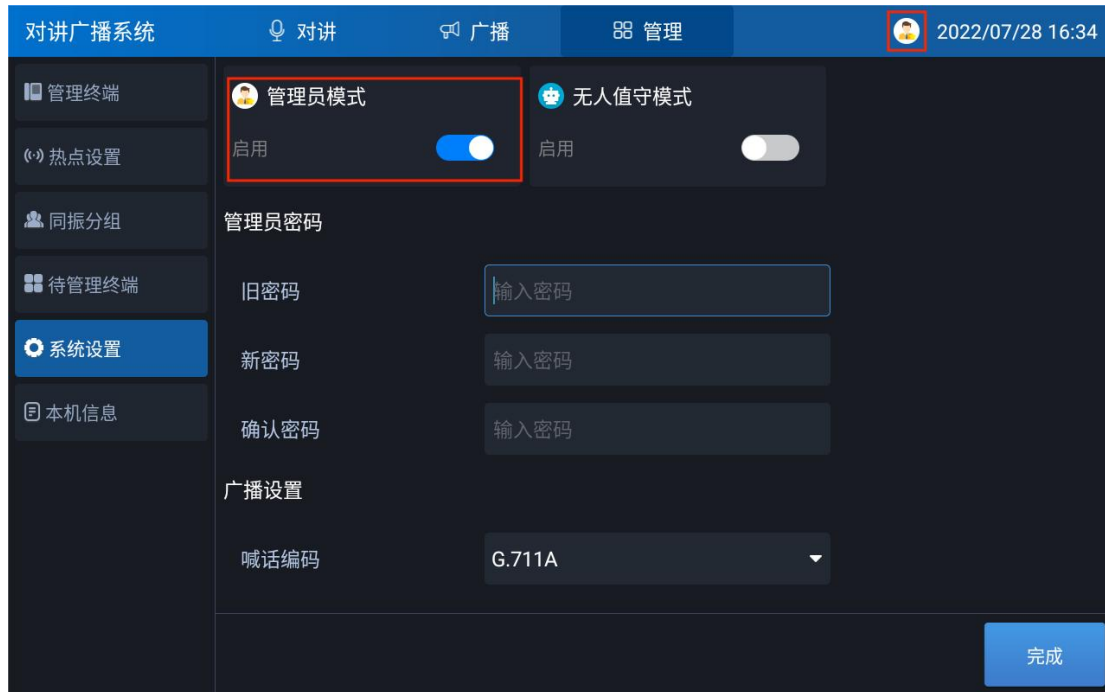 对讲广播系统 对讲 广播 管理 2022/07/28 16:34
管理终端
热点设置
同振分组
待管理终端
系统设置
本机信息
管理员模式 无人值守模式
启用 启用
管理员密码
旧密码 输入密码
新密码 输入密码
确认密码 输入密码
广播设置
喊话编码 G.711A
完成